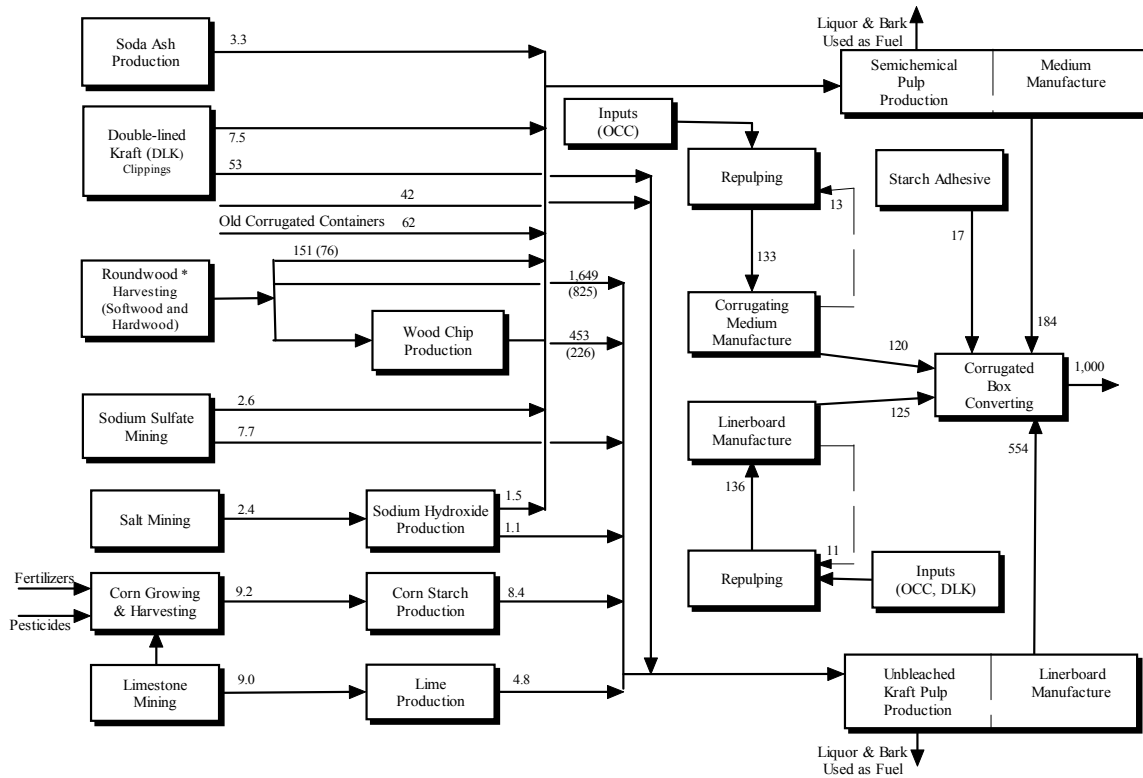 Liquor & Bark
Used as Fuel
Soda Ash
Production
3.3
Semichemical
Pulp
Production
Medium
Manufacture
Inputs
(OCC)
Double-lined
Kraft (DLK)
Clippings
7.5
53
Repulping
Starch Adhesive
42
13
Old Corrugated Containers
62
17
151 (76)
133
Roundwood *
Harvesting
(Softwood and
Hardwood)
1,649
(825)
Corrugating
Medium
Manufacture
Wood Chip
Production
453
(226)
120
184
Corrugated
Box
Converting
1,000
Sodium Sulfate
Mining
2.6
7.7
Linerboard
Manufacture
125
554
136
Salt Mining
2.4
Sodium Hydroxide
Production
1.5
1.1
11
Repulping
Inputs
(OCC, DLK)
Fertilizers
Pesticides
Corn Growing
& Harvesting
9.2
Corn Starch
Production
8.4
Limestone
Mining
9.0
Lime
Production
4.8
Unbleached
Kraft Pulp
Production
Linerboard
Manufacture
Liquor & Bark
Used as Fuel